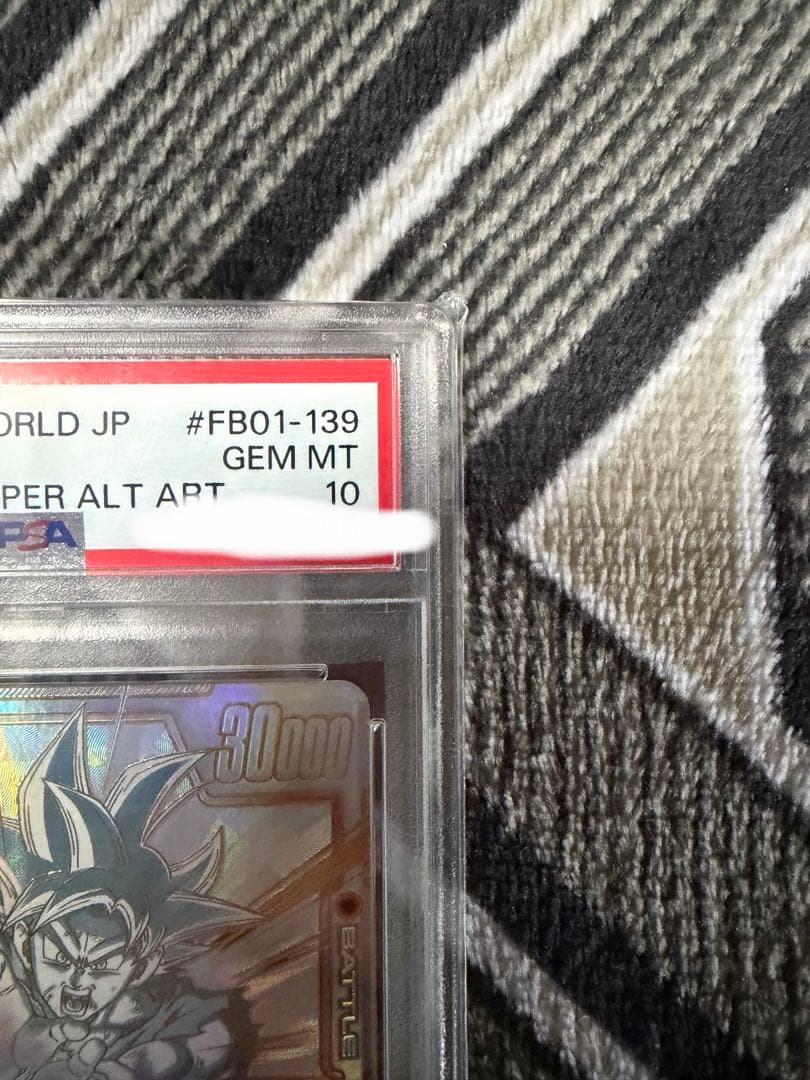 ORLD JP #FB01-139
GEM MT
PER ALT ART 10
PSA
30000
BATTLE